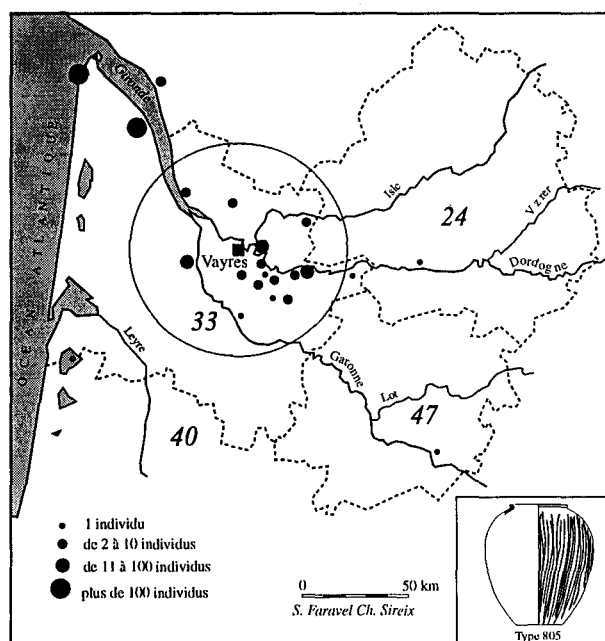 OCEAN ATLANTIQUE
Gironde
Isle
24
Vézère
Dordogne
Vayres
33
Leyre
Garonne
Lot
47
40
1 individu
de 2 à 10 individus
de 11 à 100 individus
plus de 100 individus
0 50 km
S. Faravel Ch. Sireix
Type 805